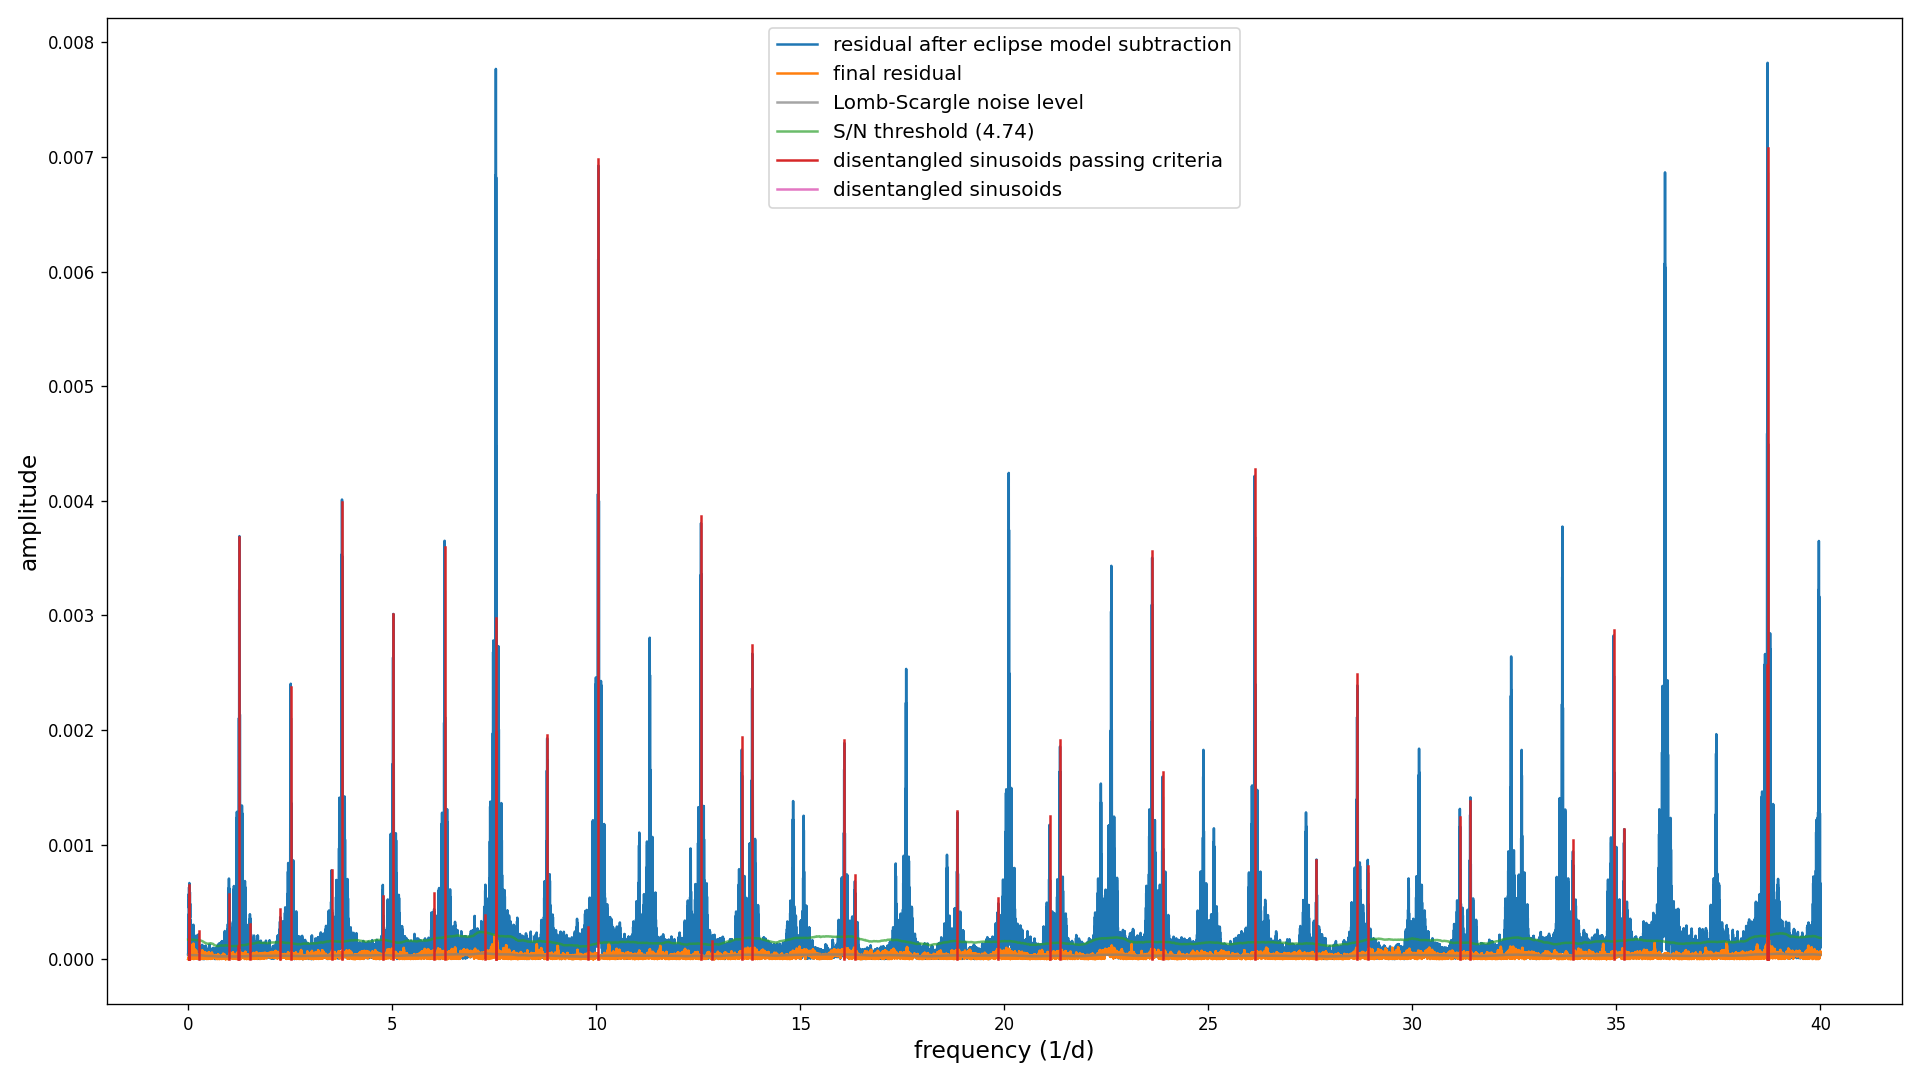 residual after eclipse model subtraction
final residual
Lomb-Scargle noise level
S/N threshold (4.74)
disentangled sinusoids passing criteria
disentangled sinusoids
0.008
0.007
0.006
0.005
0.004
0.003
0.002
0.001
0.000
amplitude
0 5 10 15 20 25 30 35 40
frequency (1/d)